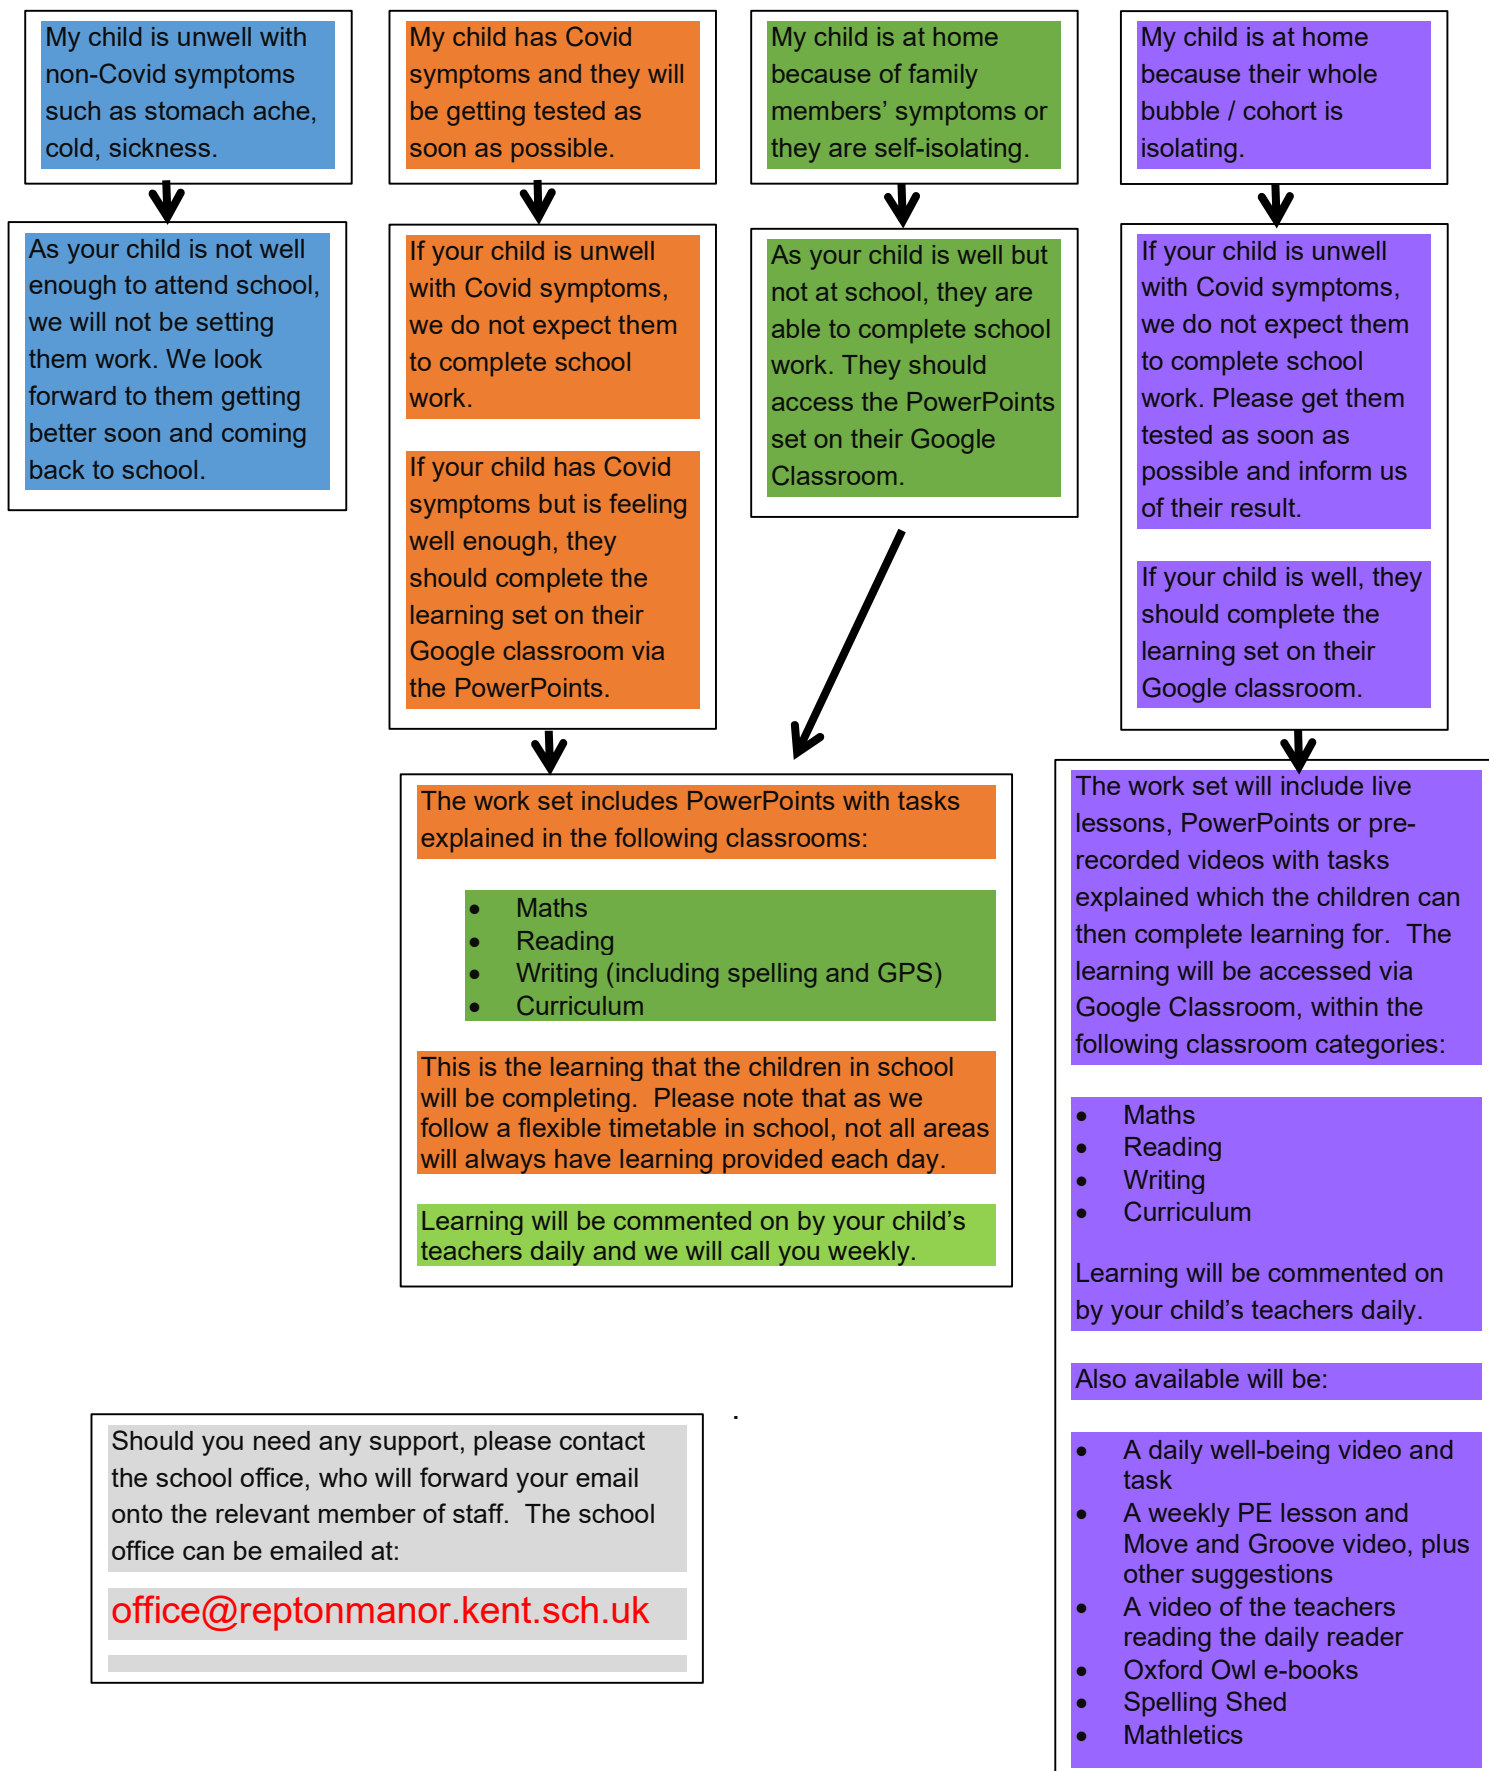 My child is unwell with
non-Covid symptoms
such as stomach ache,
cold, sickness.
As your child is not well
enough to attend school,
we will not be setting
them work. We look
forward to them getting
better soon and coming
back to school.
My child has Covid
symptoms and they will
be getting tested as
soon as possible.
If your child is unwell
with Covid symptoms,
we do not expect them
to complete school
work.
If your child has Covid
symptoms but is feeling
well enough, they
should complete the
learning set on their
Google classroom via
the PowerPoints.
My child is at home
because of family
members’ symptoms or
they are self-isolating.
As your child is well but
not at school, they are
able to complete school
work. They should
access the PowerPoints
set on their Google
Classroom.
The work set includes PowerPoints with tasks
explained in the following classrooms:
• Maths
• Reading
• Writing (including spelling and GPS)
• Curriculum
This is the learning that the children in school
will be completing.  Please note that as we
follow a flexible timetable in school, not all areas
will always have learning provided each day.
Learning will be commented on by your child’s
teachers daily and we will call you weekly.
My child is at home
because their whole
bubble / cohort is
isolating.
If your child is unwell
with Covid symptoms,
we do not expect them
to complete school
work. Please get them
tested as soon as
possible and inform us
of their result.
If your child is well, they
should complete the
learning set on their
Google classroom.
The work set will include live
lessons, PowerPoints or pre-
recorded videos with tasks
explained which the children can
then complete learning for.  The
learning will be accessed via
Google Classroom, within the
following classroom categories:
• Maths
• Reading
• Writing
• Curriculum
Learning will be commented on
by your child’s teachers daily.
Also available will be:
• A daily well-being video and
task
• A weekly PE lesson and
Move and Groove video, plus
other suggestions
• A video of the teachers
reading the daily reader
• Oxford Owl e-books
• Spelling Shed
• Mathletics
.
Should you need any support, please contact
the school office, who will forward your email
onto the relevant member of staff.  The school
office can be emailed at:
office@reptonmanor.kent.sch.uk